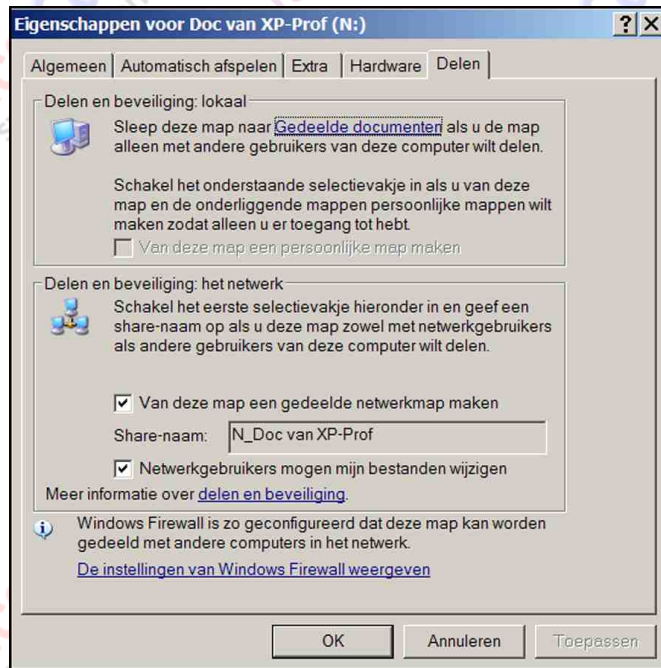 Eigenschappen voor Doc van XP-Prof (N:)
Algemeen Automatisch afspelen Extra Hardware Delen
Delen en beveiliging: lokaal
Sleep deze map naar Gedeelde documenten als u de map
alleen met andere gebruikers van deze computer wilt delen.
Schakel het onderstaande selectievakje in als u van deze
map en de onderliggende mappen persoonlijke mappen wilt
maken zodat alleen u er toegang tot hebt.
Van deze map een persoonlijke map maken
Delen en beveiliging: het netwerk
Schakel het eerste selectievakje hieronder in en geef een
share-naam op als u deze map zowel met netwerkgebruikers
als andere gebruikers van deze computer wilt delen.
Van deze map een gedeelde netwerkmap maken
Share-naam: N_Doc van XP-Prof
Netwerkgebruikers mogen mijn bestanden wijzigen
Meer informatie over delen en beveiliging.
Windows Firewall is zo geconfigureerd dat deze map kan worden
gedeeld met andere computers in het netwerk.
De instellingen van Windows Firewall weergeven
OK Annuleren Toepassen